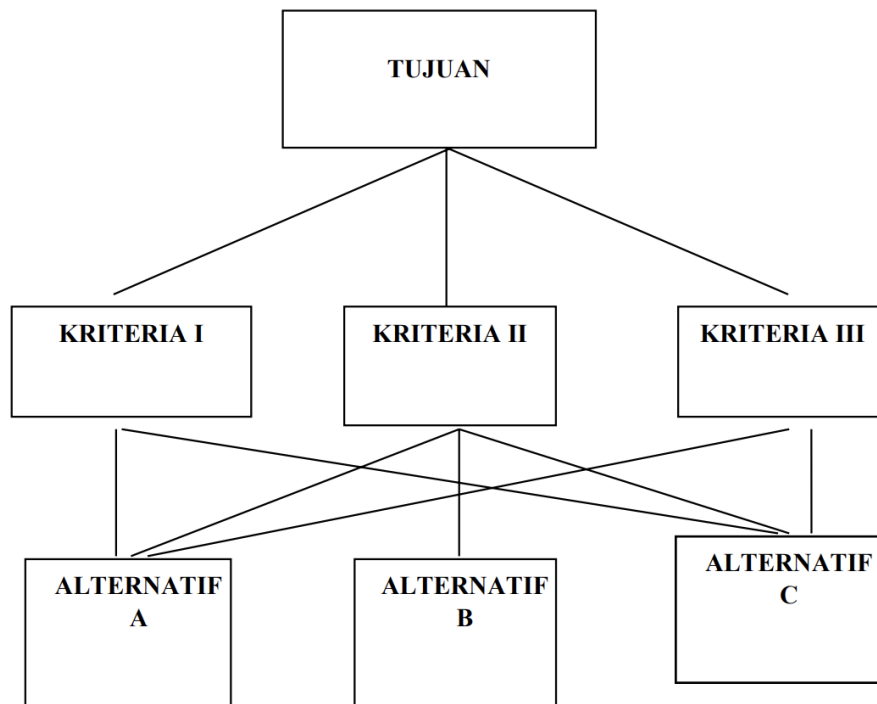 TUJUAN
KRITERIA I
KRITERIA II
KRITERIA III
ALTERNATIF
A
ALTERNATIF
B
ALTERNATIF
C